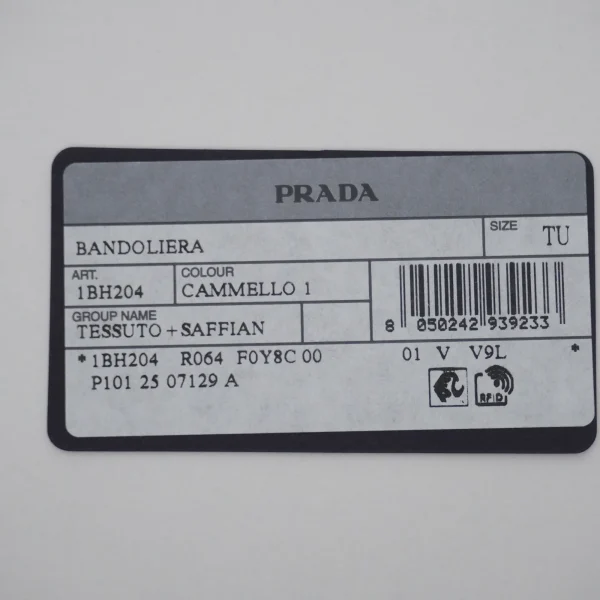 PRADA
BANDOLIERA
SIZE TU
ART.
1BH204
COLOUR
CAMMELLO 1
GROUP NAME
TESSUTO + SAFFIAN
8 050242 939233
* 1BH204 R064 F0Y8C 00 01 V V9L *
P101 25 07129 A
RFID